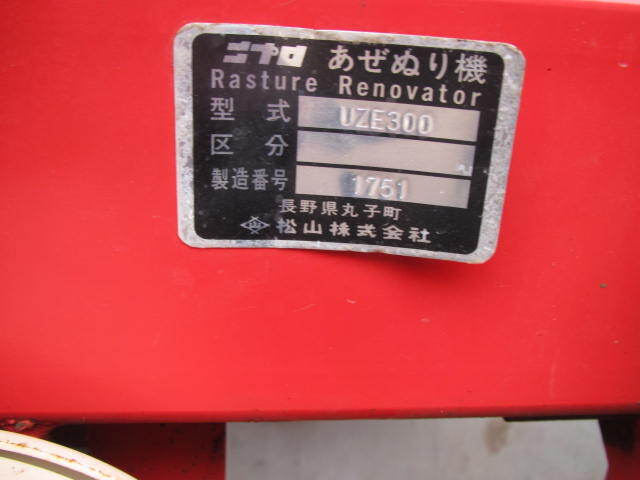 ニプロ あぜぬり機
Rasture Renovator
型式 UZE300
区分
製造番号 1751
長野県丸子町
松山株式会社